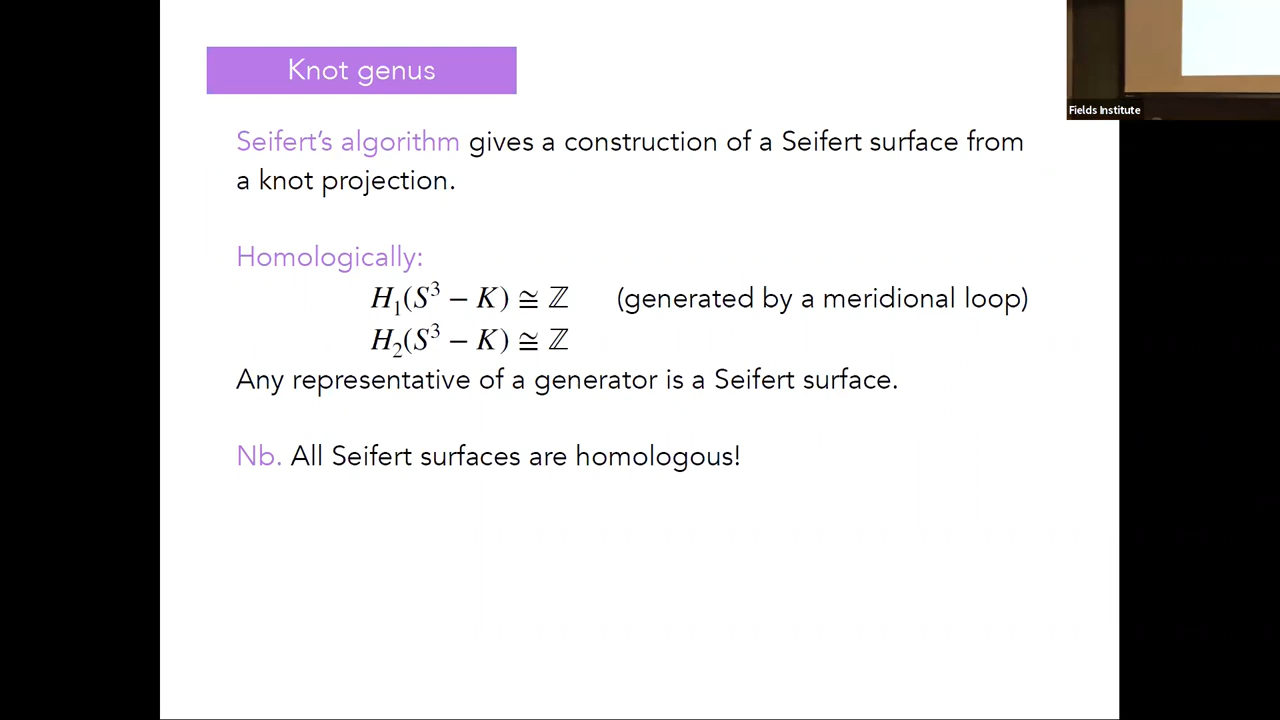 Knot genus
Fields Institute
Seifert's algorithm gives a construction of a Seifert surface from
a knot projection.
Homologically:
H₁(S³ − K) ≅ ℤ (generated by a meridional loop)
H₂(S³ − K) ≅ ℤ
Any representative of a generator is a Seifert surface.
Nb. All Seifert surfaces are homologous!